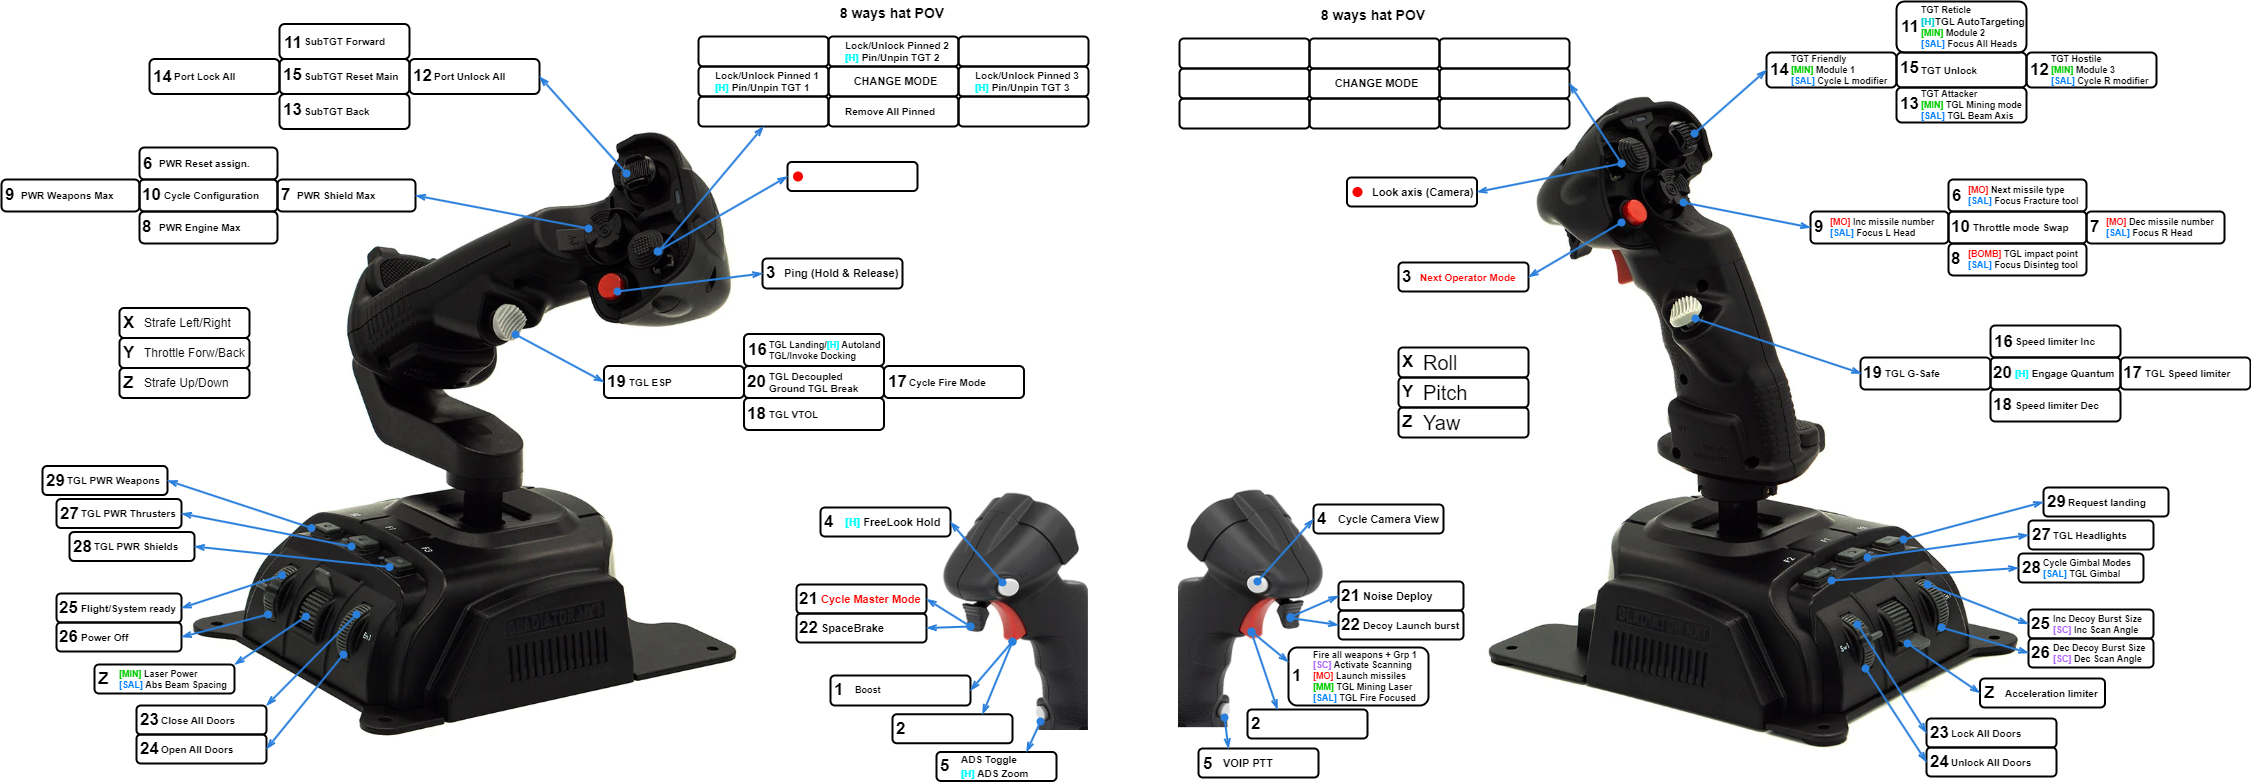 8 ways hat POV
11 SubTGT Forward
14 Port Lock All
15 SubTGT Reset Main
12 Port Unlock All
13 SubTGT Back
Lock/Unlock Pinned 2
[H] Pin/Unpin TGT 2
Lock/Unlock Pinned 1
[H] Pin/Unpin TGT 1
CHANGE MODE
Lock/Unlock Pinned 3
[H] Pin/Unpin TGT 3
Remove All Pinned
6 PWR Reset assign.
9 PWR Weapons Max
10 Cycle Configuration
7 PWR Shield Max
8 PWR Engine Max
3 Ping (Hold & Release)
X Strafe Left/Right
Y Throttle Forw/Back
Z Strafe Up/Down
16 TGL Landing/[H] Autoland
TGL/Invoke Docking
19 TGL ESP
20 TGL Decoupled
Ground TGL Break
17 Cycle Fire Mode
18 TGL VTOL
29 TGL PWR Weapons
27 TGL PWR Thrusters
28 TGL PWR Shields
25 Flight/System ready
26 Power Off
Z [MIN] Laser Power
[SAL] Abs Beam Spacing
23 Close All Doors
24 Open All Doors
F1
F3
4 [H] FreeLook Hold
21 Cycle Master Mode
22 SpaceBrake
1 Boost
2
5 ADS Toggle
[H] ADS Zoom
8 ways hat POV
CHANGE MODE
11 TGT Reticle
[H]TGL AutoTargeting
[MIN] Module 2
[SAL] Focus All Heads
14 TGT Friendly
[MIN] Module 1
[SAL] Cycle L modifier
15 TGT Unlock
12 TGT Hostile
[MIN] Module 3
[SAL] Cycle R modifier
13 TGT Attacker
[MIN] TGL Mining mode
[SAL] TGL Beam Axis
Look axis (Camera)
6 [MO] Next missile type
[SAL] Focus Fracture tool
9 [MO] Inc missile number
[SAL] Focus L Head
10 Throttle mode Swap
7 [MO] Dec missile number
[SAL] Focus R Head
8 [BOMB] TGL impact point
[SAL] Focus Disinteg tool
3 Next Operator Mode
X Roll
Y Pitch
Z Yaw
16 Speed limiter Inc
19 TGL G-Safe
20 [H] Engage Quantum
17 TGL Speed limiter
18 Speed limiter Dec
4 Cycle Camera View
21 Noise Deploy
22 Decoy Launch burst
1 Fire all weapons + Grp 1
[SC] Activate Scanning
[MO] Launch missiles
[MM] TGL Mining Laser
[SAL] TGL Fire Focused
2
5 VOIP PTT
F2
F1
29 Request landing
27 TGL Headlights
28 Cycle Gimbal Modes
[SAL] TGL Gimbal
25 Inc Decoy Burst Size
[SC] Inc Scan Angle
26 Dec Decoy Burst Size
[SC] Dec Scan Angle
Z Acceleration limiter
23 Lock All Doors
24 Unlock All Doors